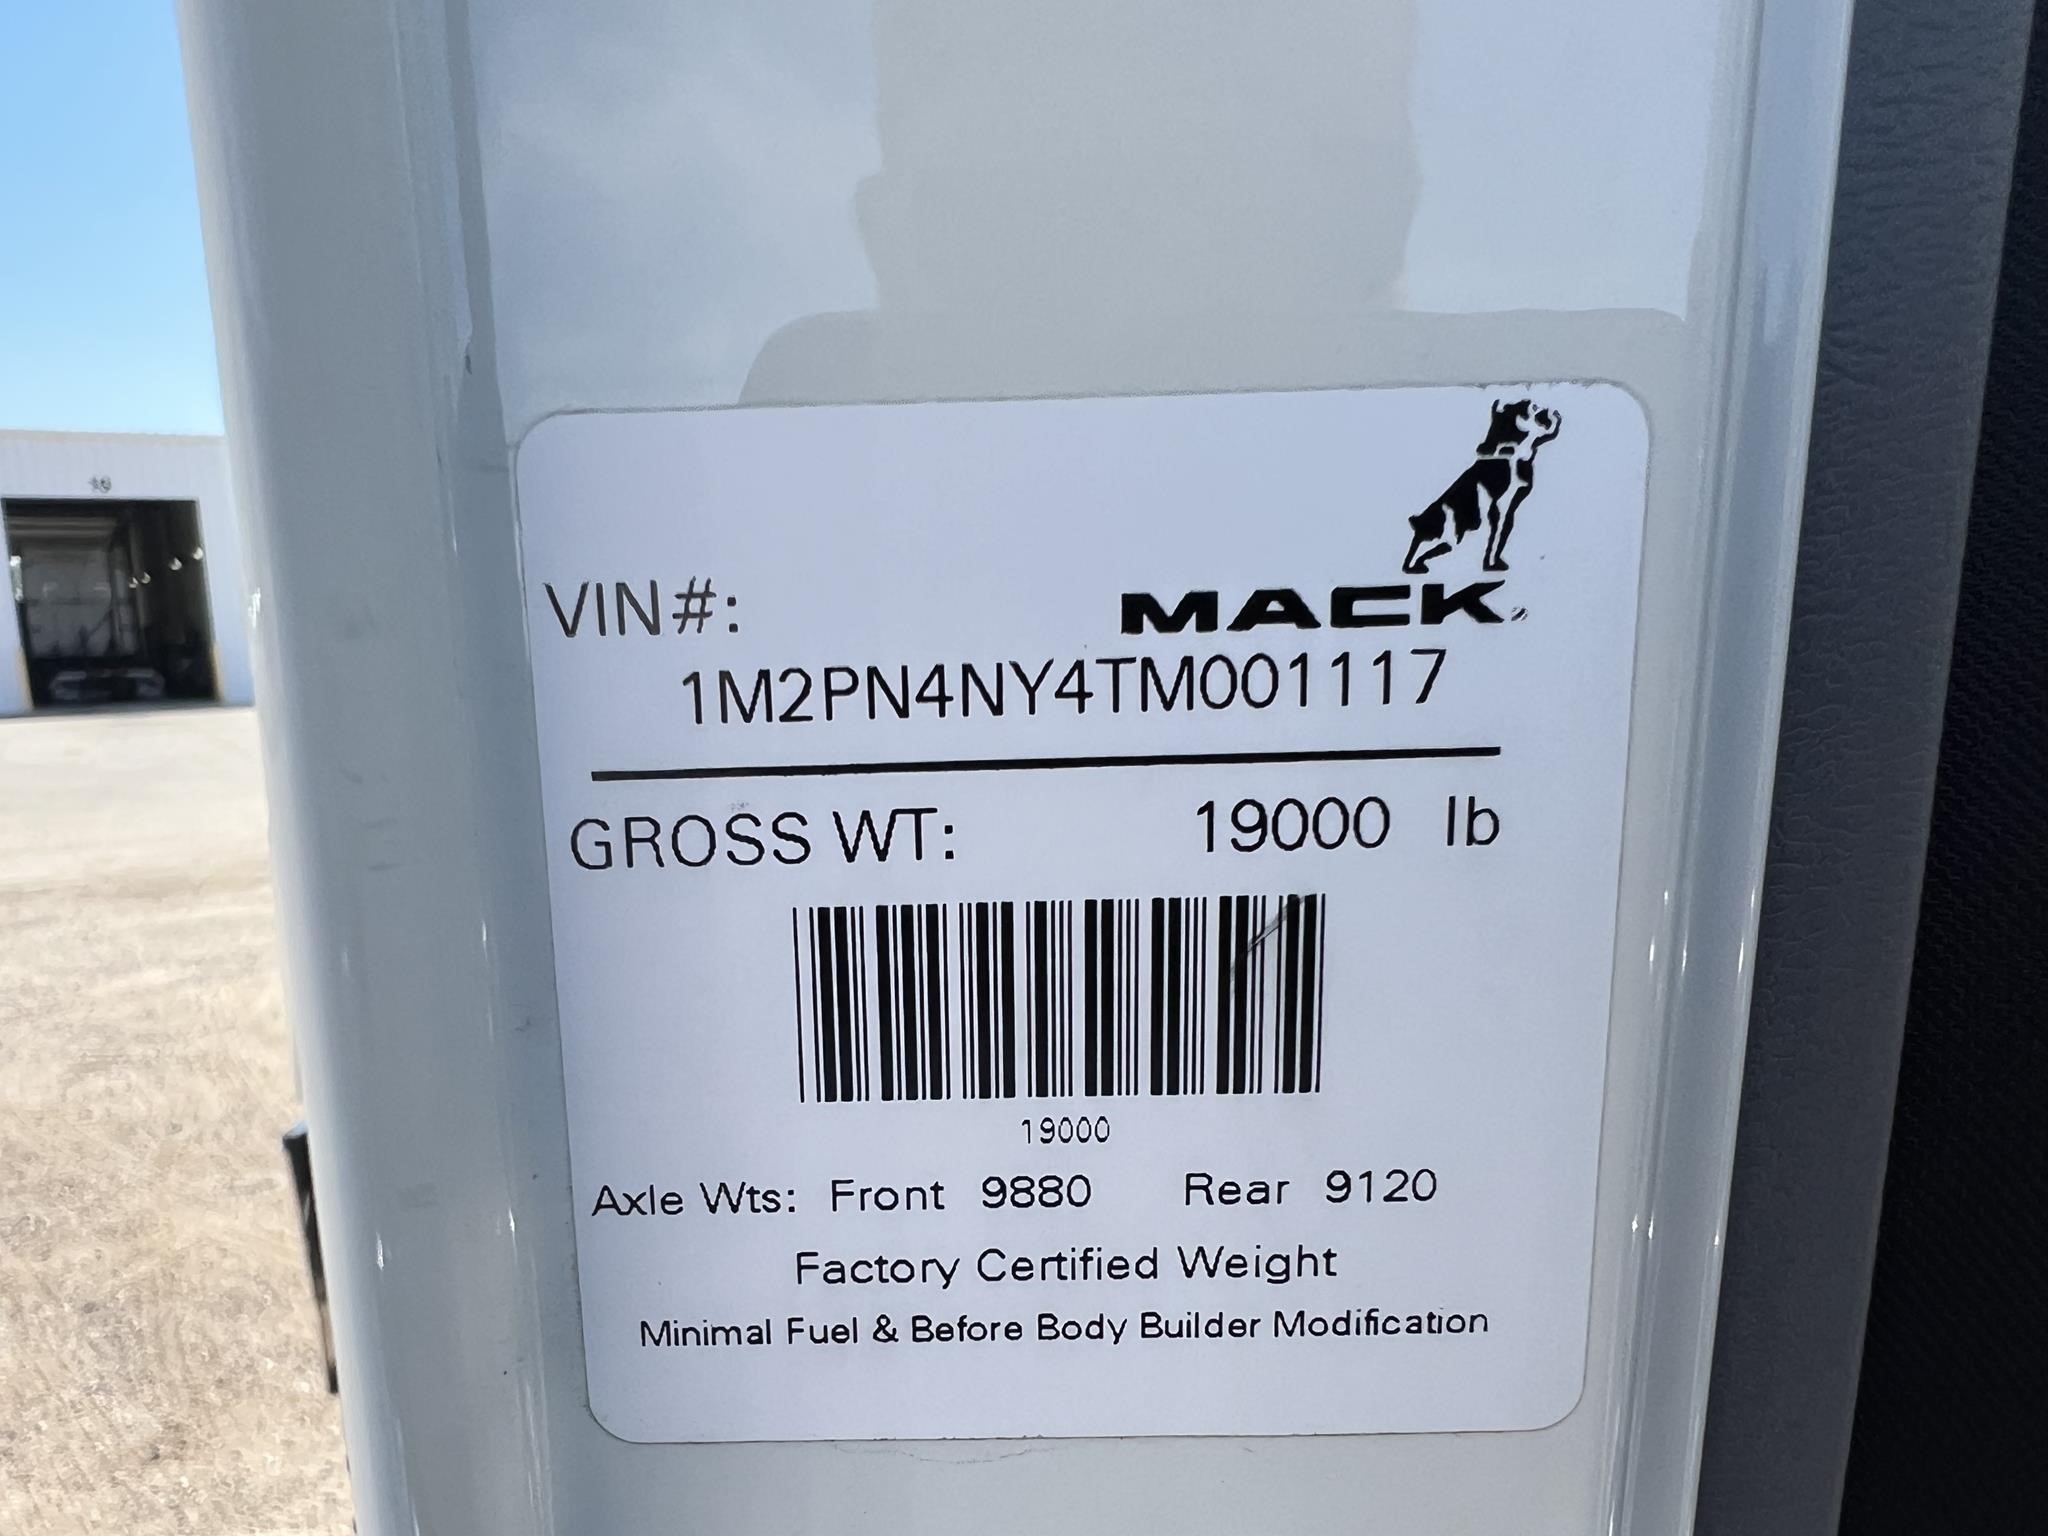 VIN#:
MACK
1M2PN4NY4TM001117
GROSS WT: 19000 lb
19000
Axle Wts: Front 9880 Rear 9120
Factory Certified Weight
Minimal Fuel & Before Body Builder Modification